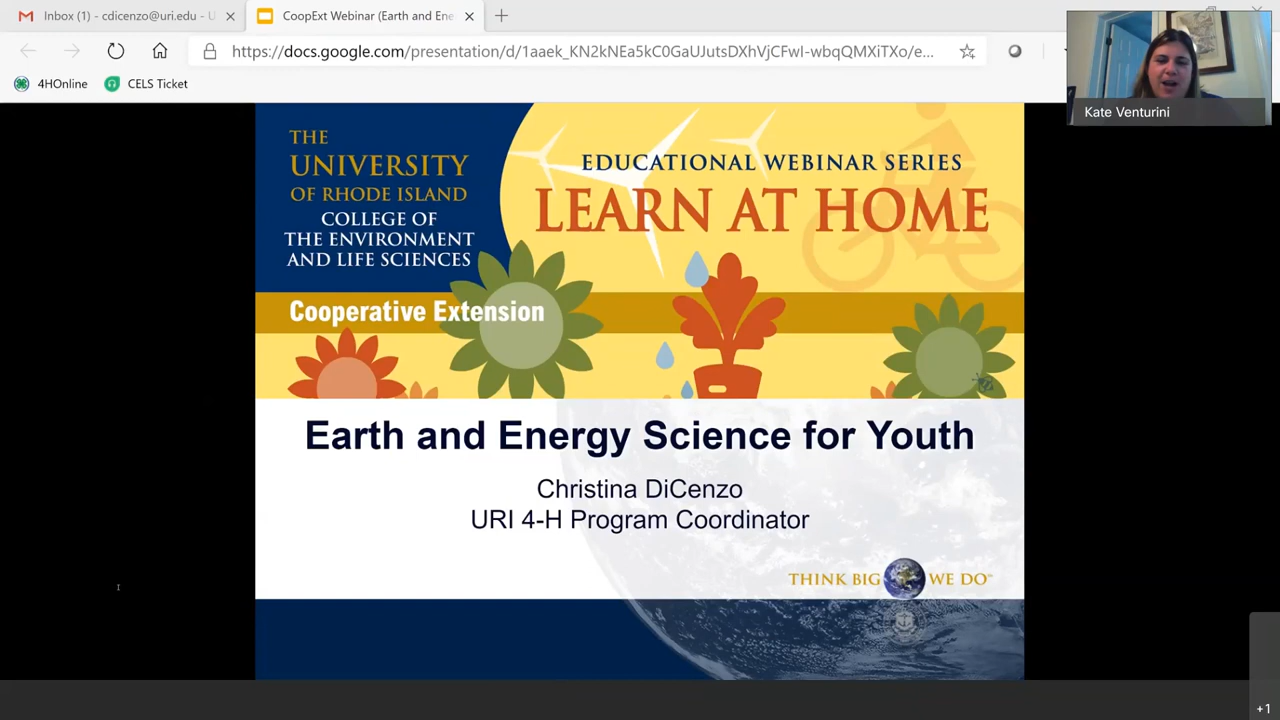 Inbox (1) - cdicenzo@uri.edu - U
CoopExt Webinar (Earth and Ene
https://docs.google.com/presentation/d/1aaek_KN2kNEa5kC0GaUJutsDXhVjCFwI-wbqQMXiTXo/e...
4HOnline
CELS Ticket
Kate Venturini
THE
UNIVERSITY
OF RHODE ISLAND
COLLEGE OF
THE ENVIRONMENT
AND LIFE SCIENCES
EDUCATIONAL WEBINAR SERIES
LEARN AT HOME
Cooperative Extension
Earth and Energy Science for Youth
Christina DiCenzo
URI 4-H Program Coordinator
THINK BIG WE DO™
+1